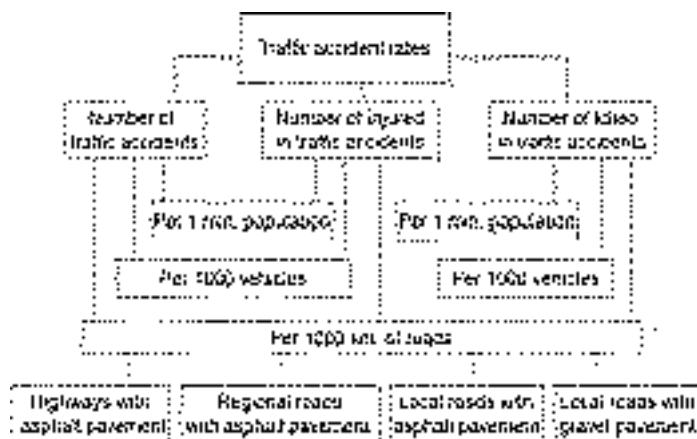 Traffic accident rates
Number of
traffic accidents
Number of injured
in traffic accidents
Number of killed
in traffic accidents
Per 1 mln. population
Per 1 mln. population
Per 1000 vehicles
Per 1000 vehicles
Per 1000 km. of roads
Highways with
asphalt pavement
Regional roads
with asphalt pavement
Local roads with
asphalt pavement
Local roads with
gravel pavement